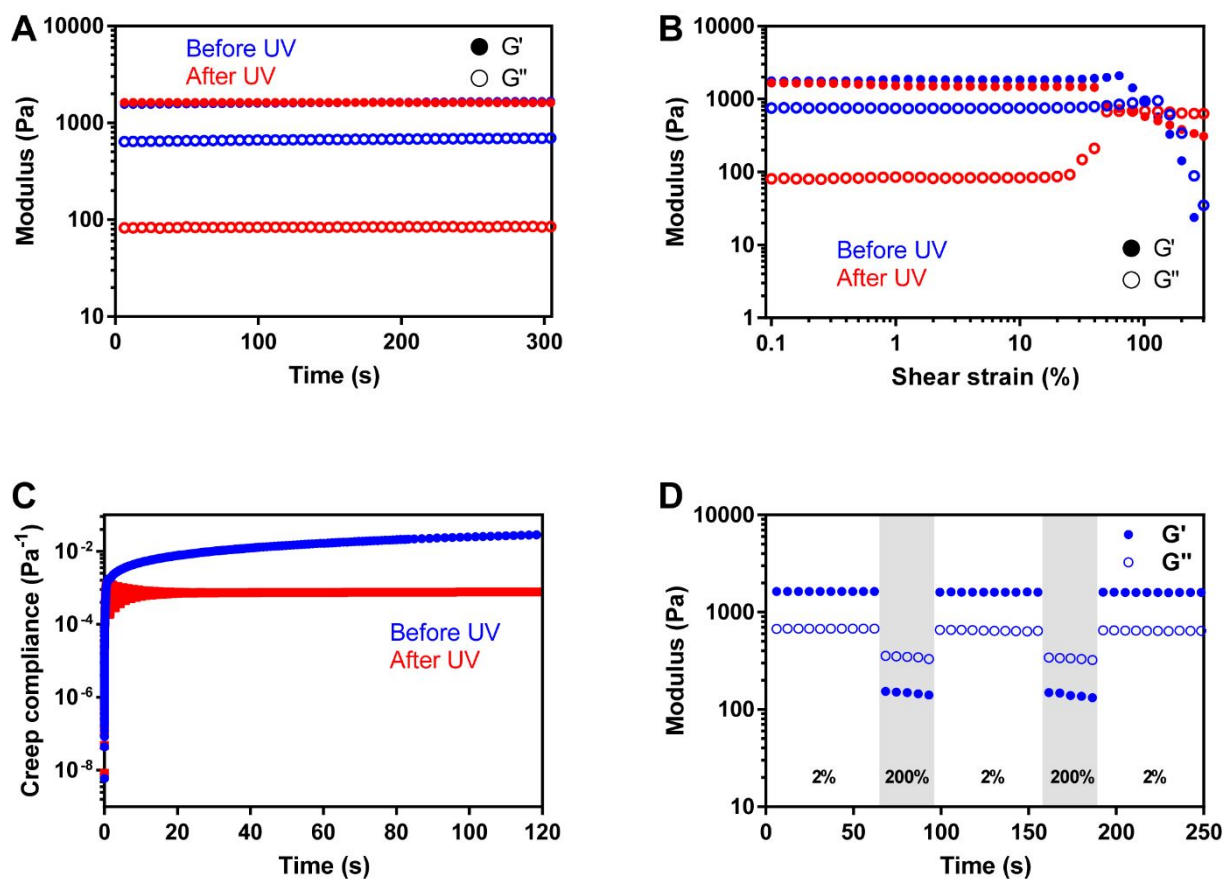 A
Before UV
After UV
G'
G"
Modulus (Pa)
10000
1000
100
10
0
100
200
300
Time (s)
B
G'
G"
Before UV
After UV
Modulus (Pa)
10000
1000
100
10
1
0.1
1
10
100
Shear strain (%)
C
Before UV
After UV
Creep compliance (Pa⁻¹)
10⁻²
10⁻⁴
10⁻⁶
10⁻⁸
0
20
40
60
80
100
120
Time (s)
D
G'
G"
Modulus (Pa)
10000
1000
100
10
2%
200%
2%
200%
2%
0
50
100
150
200
250
Time (s)